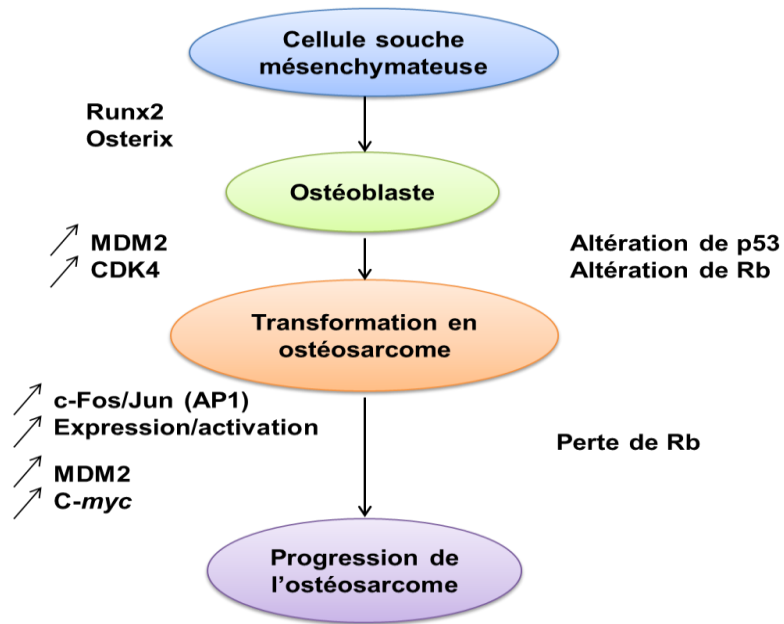 Cellule souche
mésenchymateuse
Runx2
Osterix
Ostéoblaste
MDM2
CDK4
Altération de p53
Altération de Rb
Transformation en
ostéosarcome
c-Fos/Jun (AP1)
Expression/activation
MDM2
C-myc
Perte de Rb
Progression de
l'ostéosarcome